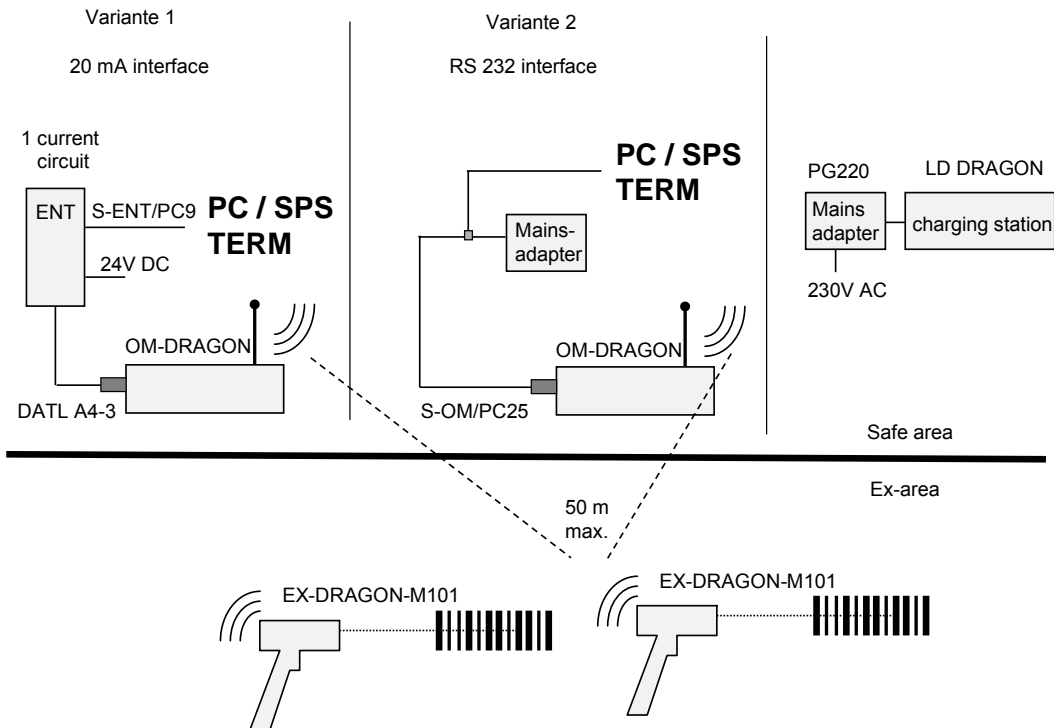 Variante 1
20 mA interface
1 current
circuit
ENT
S-ENT/PC9
PC / SPS
TERM
24V DC
OM-DRAGON
DATL A4-3
Variante 2
RS 232 interface
PC / SPS
TERM
Mains-
adapter
OM-DRAGON
S-OM/PC25
PG220
LD DRAGON
Mains
adapter
charging station
230V AC
Safe area
Ex-area
50 m
max.
EX-DRAGON-M101
EX-DRAGON-M101